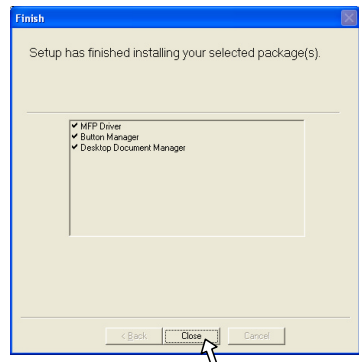 Finish
Setup has finished installing your selected package(s).
MFP Driver
Button Manager
Desktop Document Manager
< Back
Close
Cancel